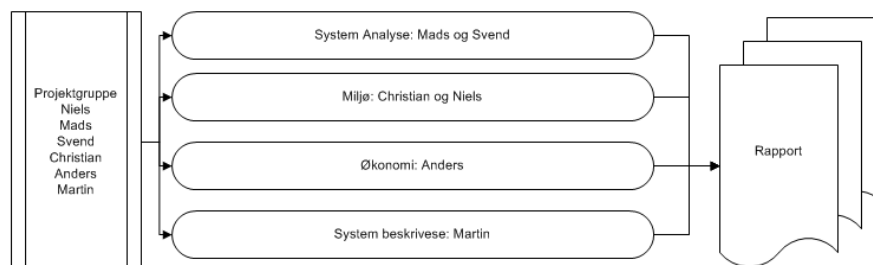 Projektgruppe
Niels
Mads
Svend
Christian
Anders
Martin
System Analyse: Mads og Svend
Miljø: Christian og Niels
Økonomi: Anders
System beskrivese: Martin
Rapport